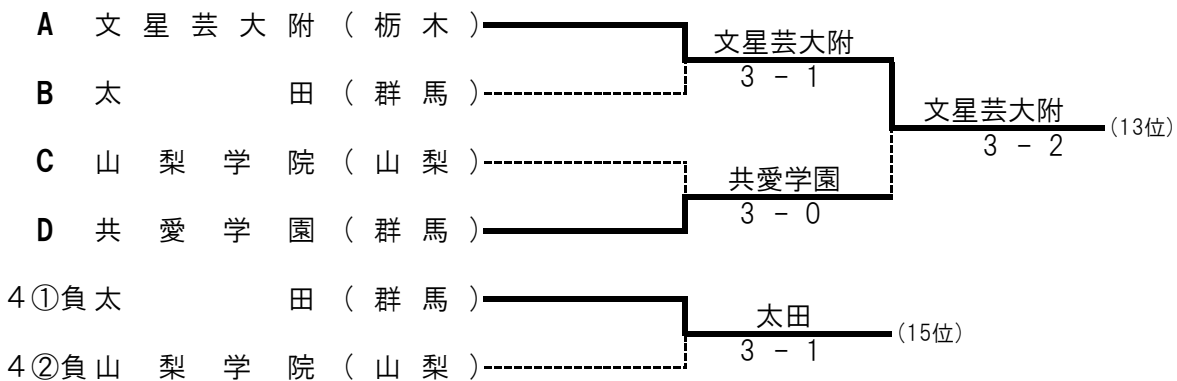 A 文星芸大附(栃木)
文星芸大附
3 - 1
B 太田(群馬)
文星芸大附
(13位)
3 - 2
C 山梨学院(山梨)
共愛学園
3 - 0
D 共愛学園(群馬)
4①負 太田(群馬)
太田
(15位)
3 - 1
4②負 山梨学院(山梨)